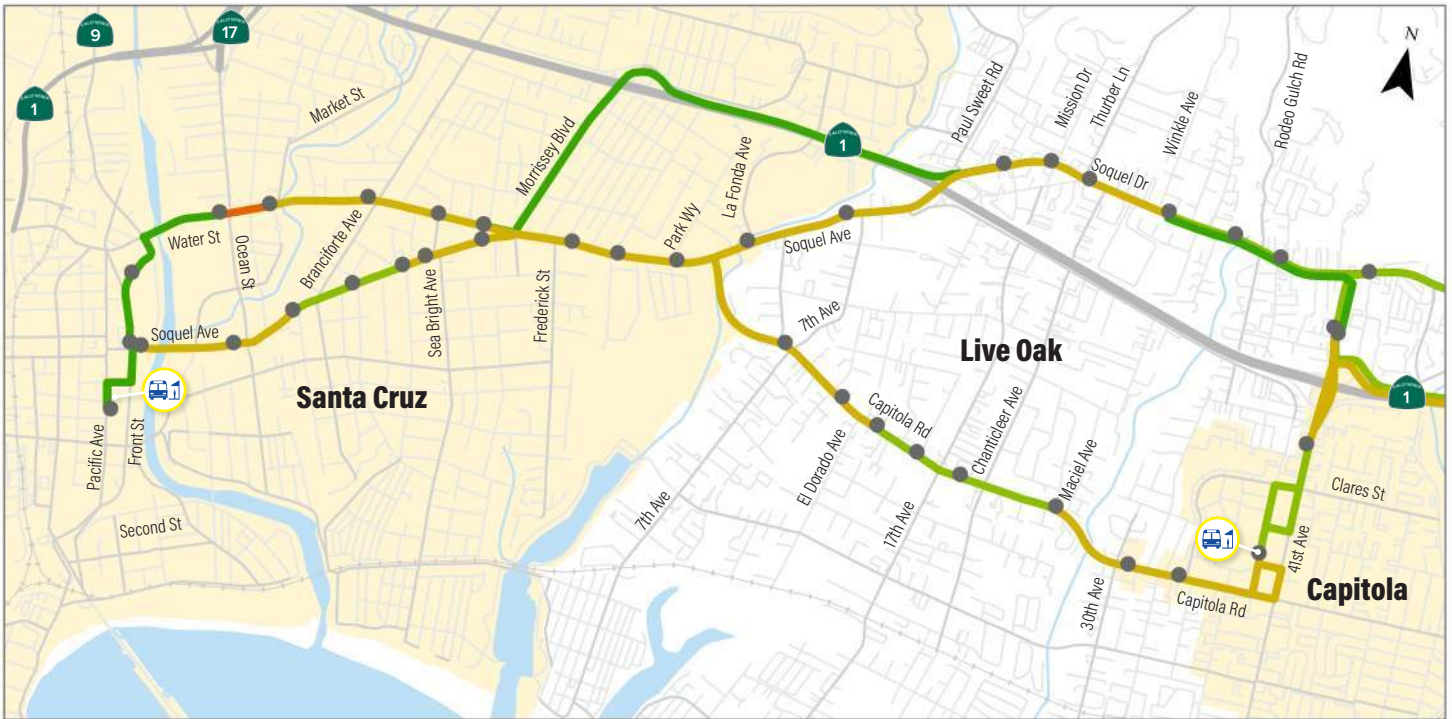 9
17
1
N
Market St
Morrissey Blvd
La Fonda Ave
1
Paul Sweet Rd
Mission Dr
Thurber Ln
Winkle Ave
Rodeo Gulch Rd
Soquel Dr
Water St
Ocean St
Branciforte Ave
Park Wy
Soquel Ave
Soquel Ave
Sea Bright Ave
Frederick St
7th Ave
Live Oak
Santa Cruz
1
Pacific Ave
Front St
Capitola Rd
El Dorado Ave
Chanticleer Ave
Maciel Ave
Clares St
Second St
7th Ave
17th Ave
41st Ave
30th Ave
Capitola Rd
Capitola